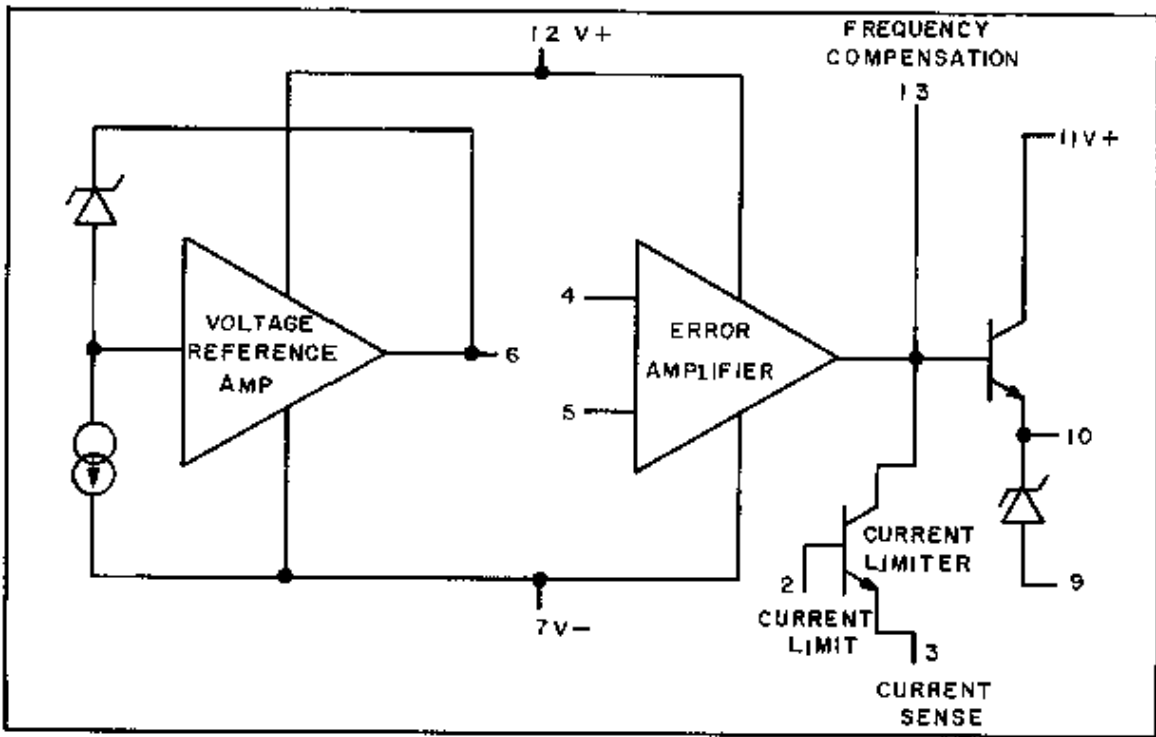 12 V+
FREQUENCY
COMPENSATION
13
11V+
VOLTAGE
REFERENCE
AMP
6
4
5
ERROR
AMPLIFIER
10
CURRENT
LIMITER
2
CURRENT
LIMIT
9
7V-
3
CURRENT
SENSE